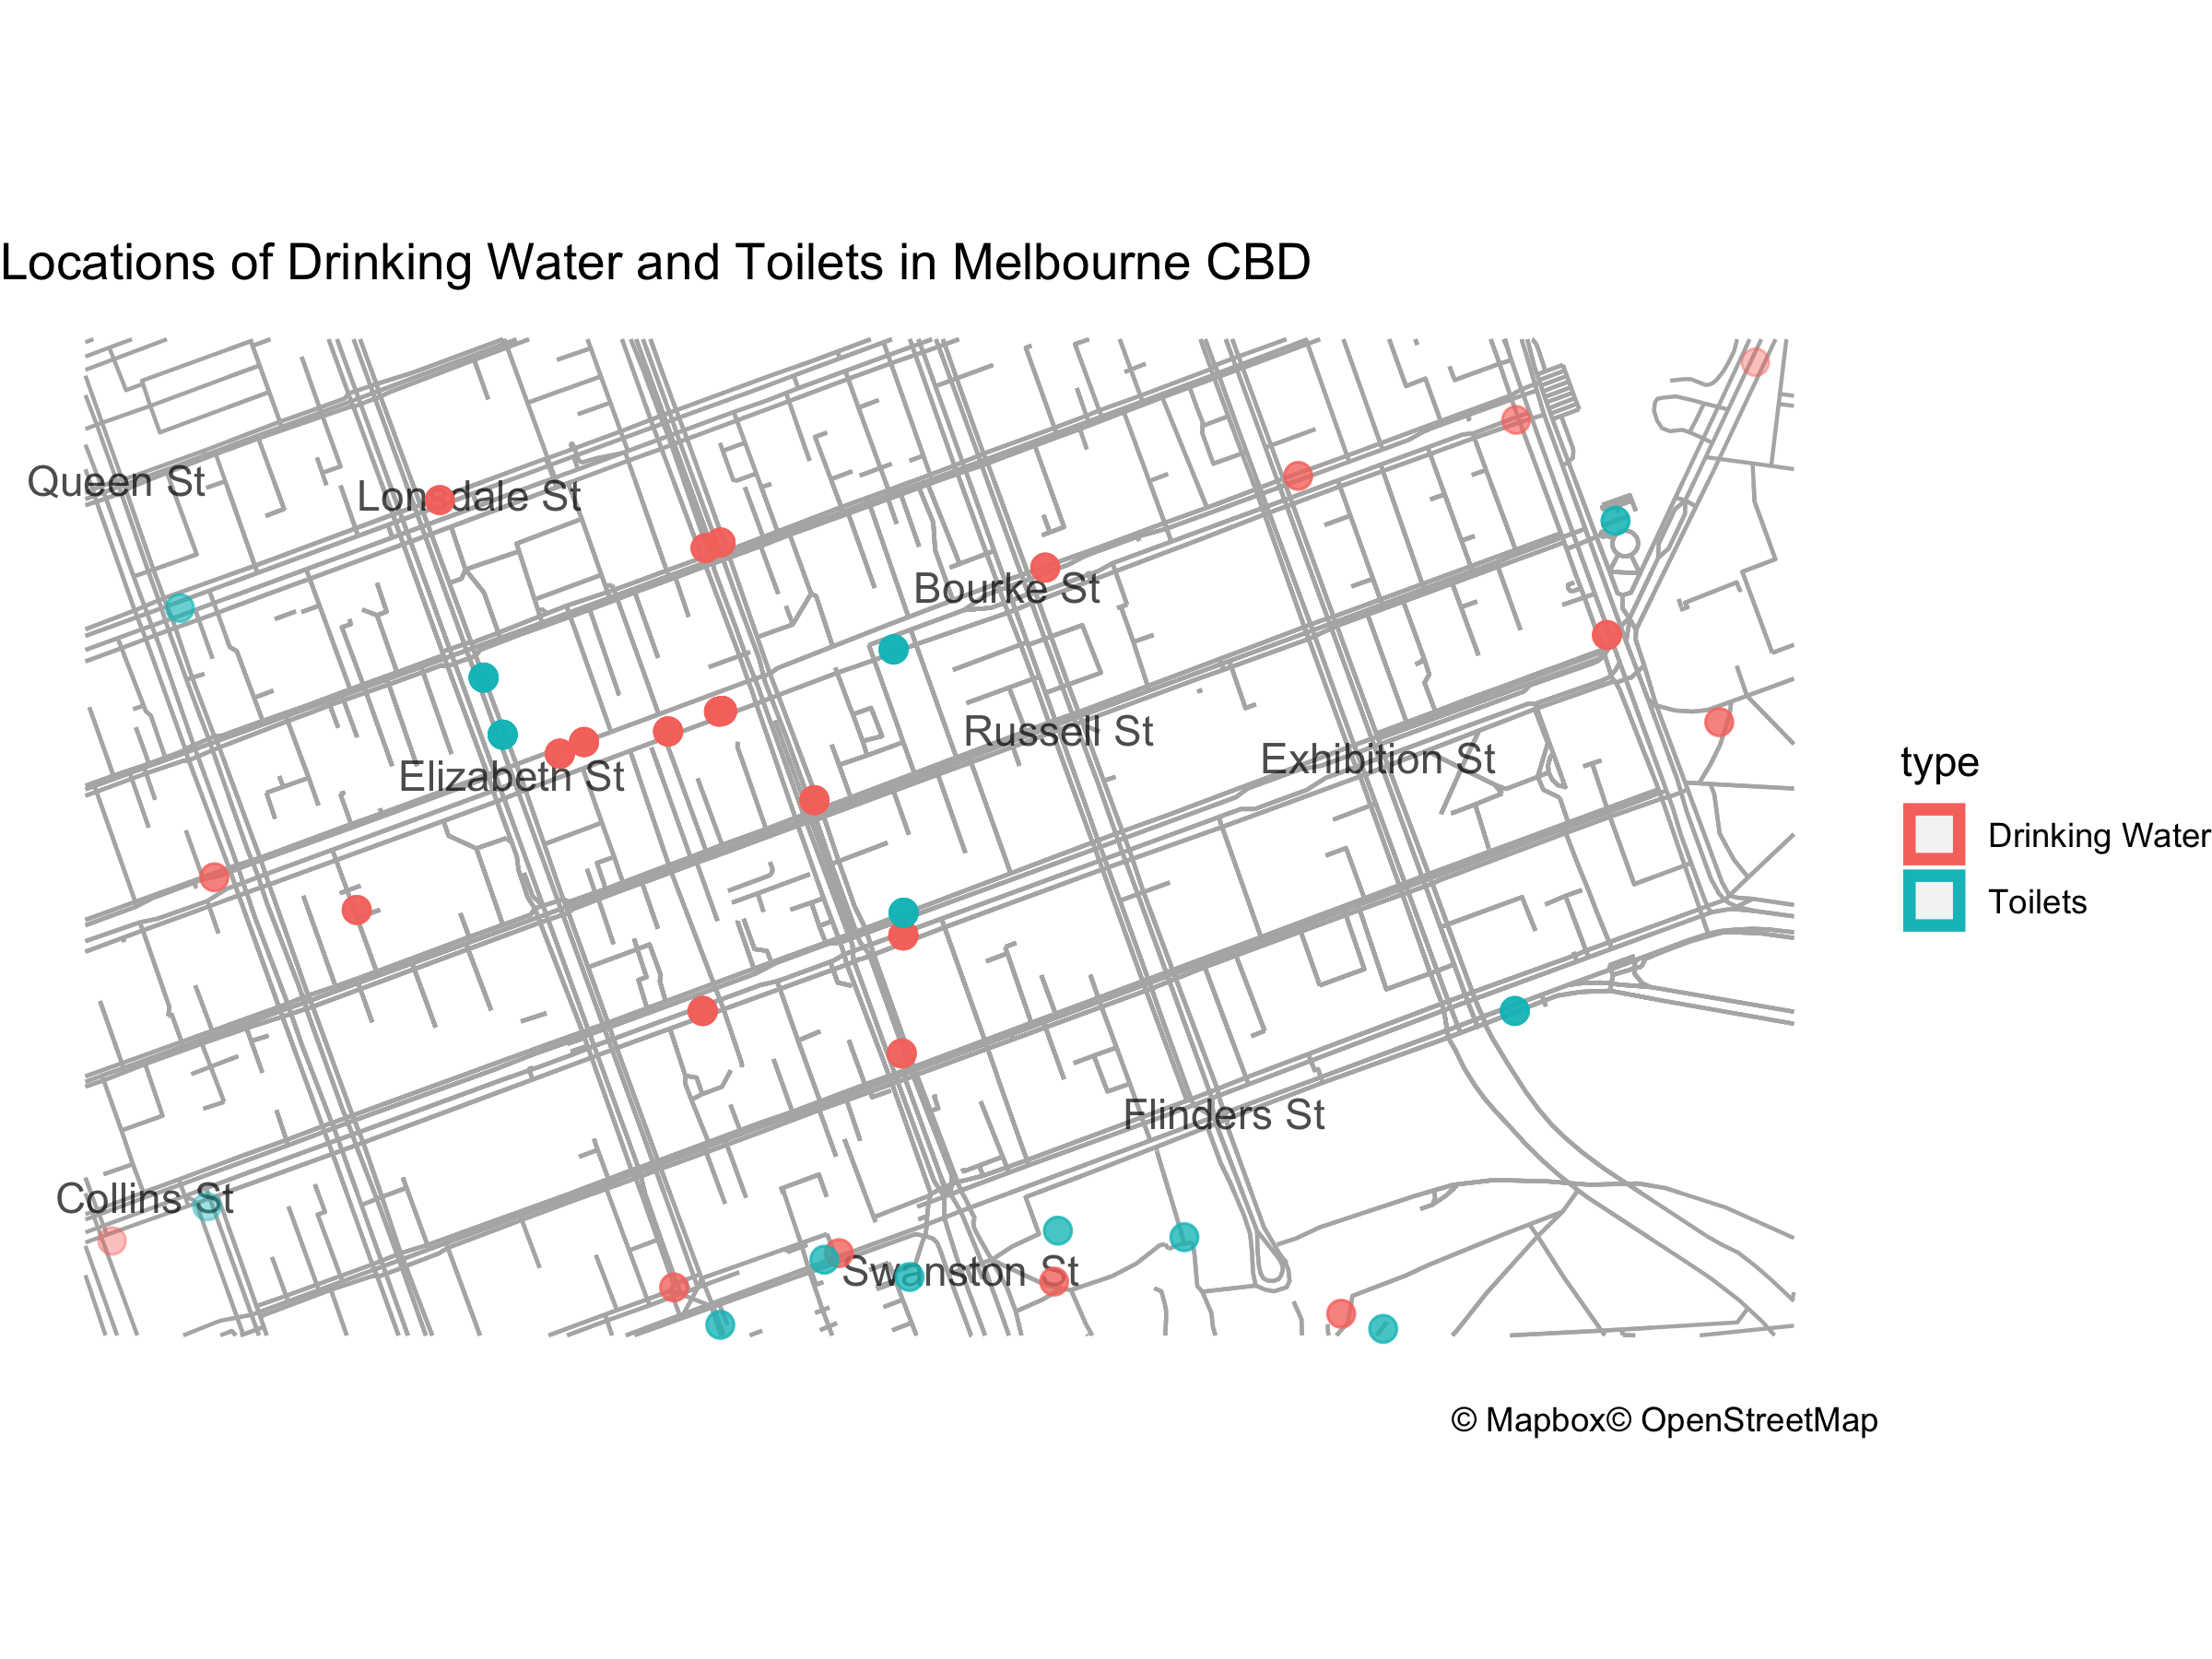 Locations of Drinking Water and Toilets in Melbourne CBD
Queen St
Lonsdale St
Bourke St
Russell St
Exhibition St
Elizabeth St
type
Drinking Water
Toilets
Flinders St
Collins St
Swanston St
© Mapbox© OpenStreetMap